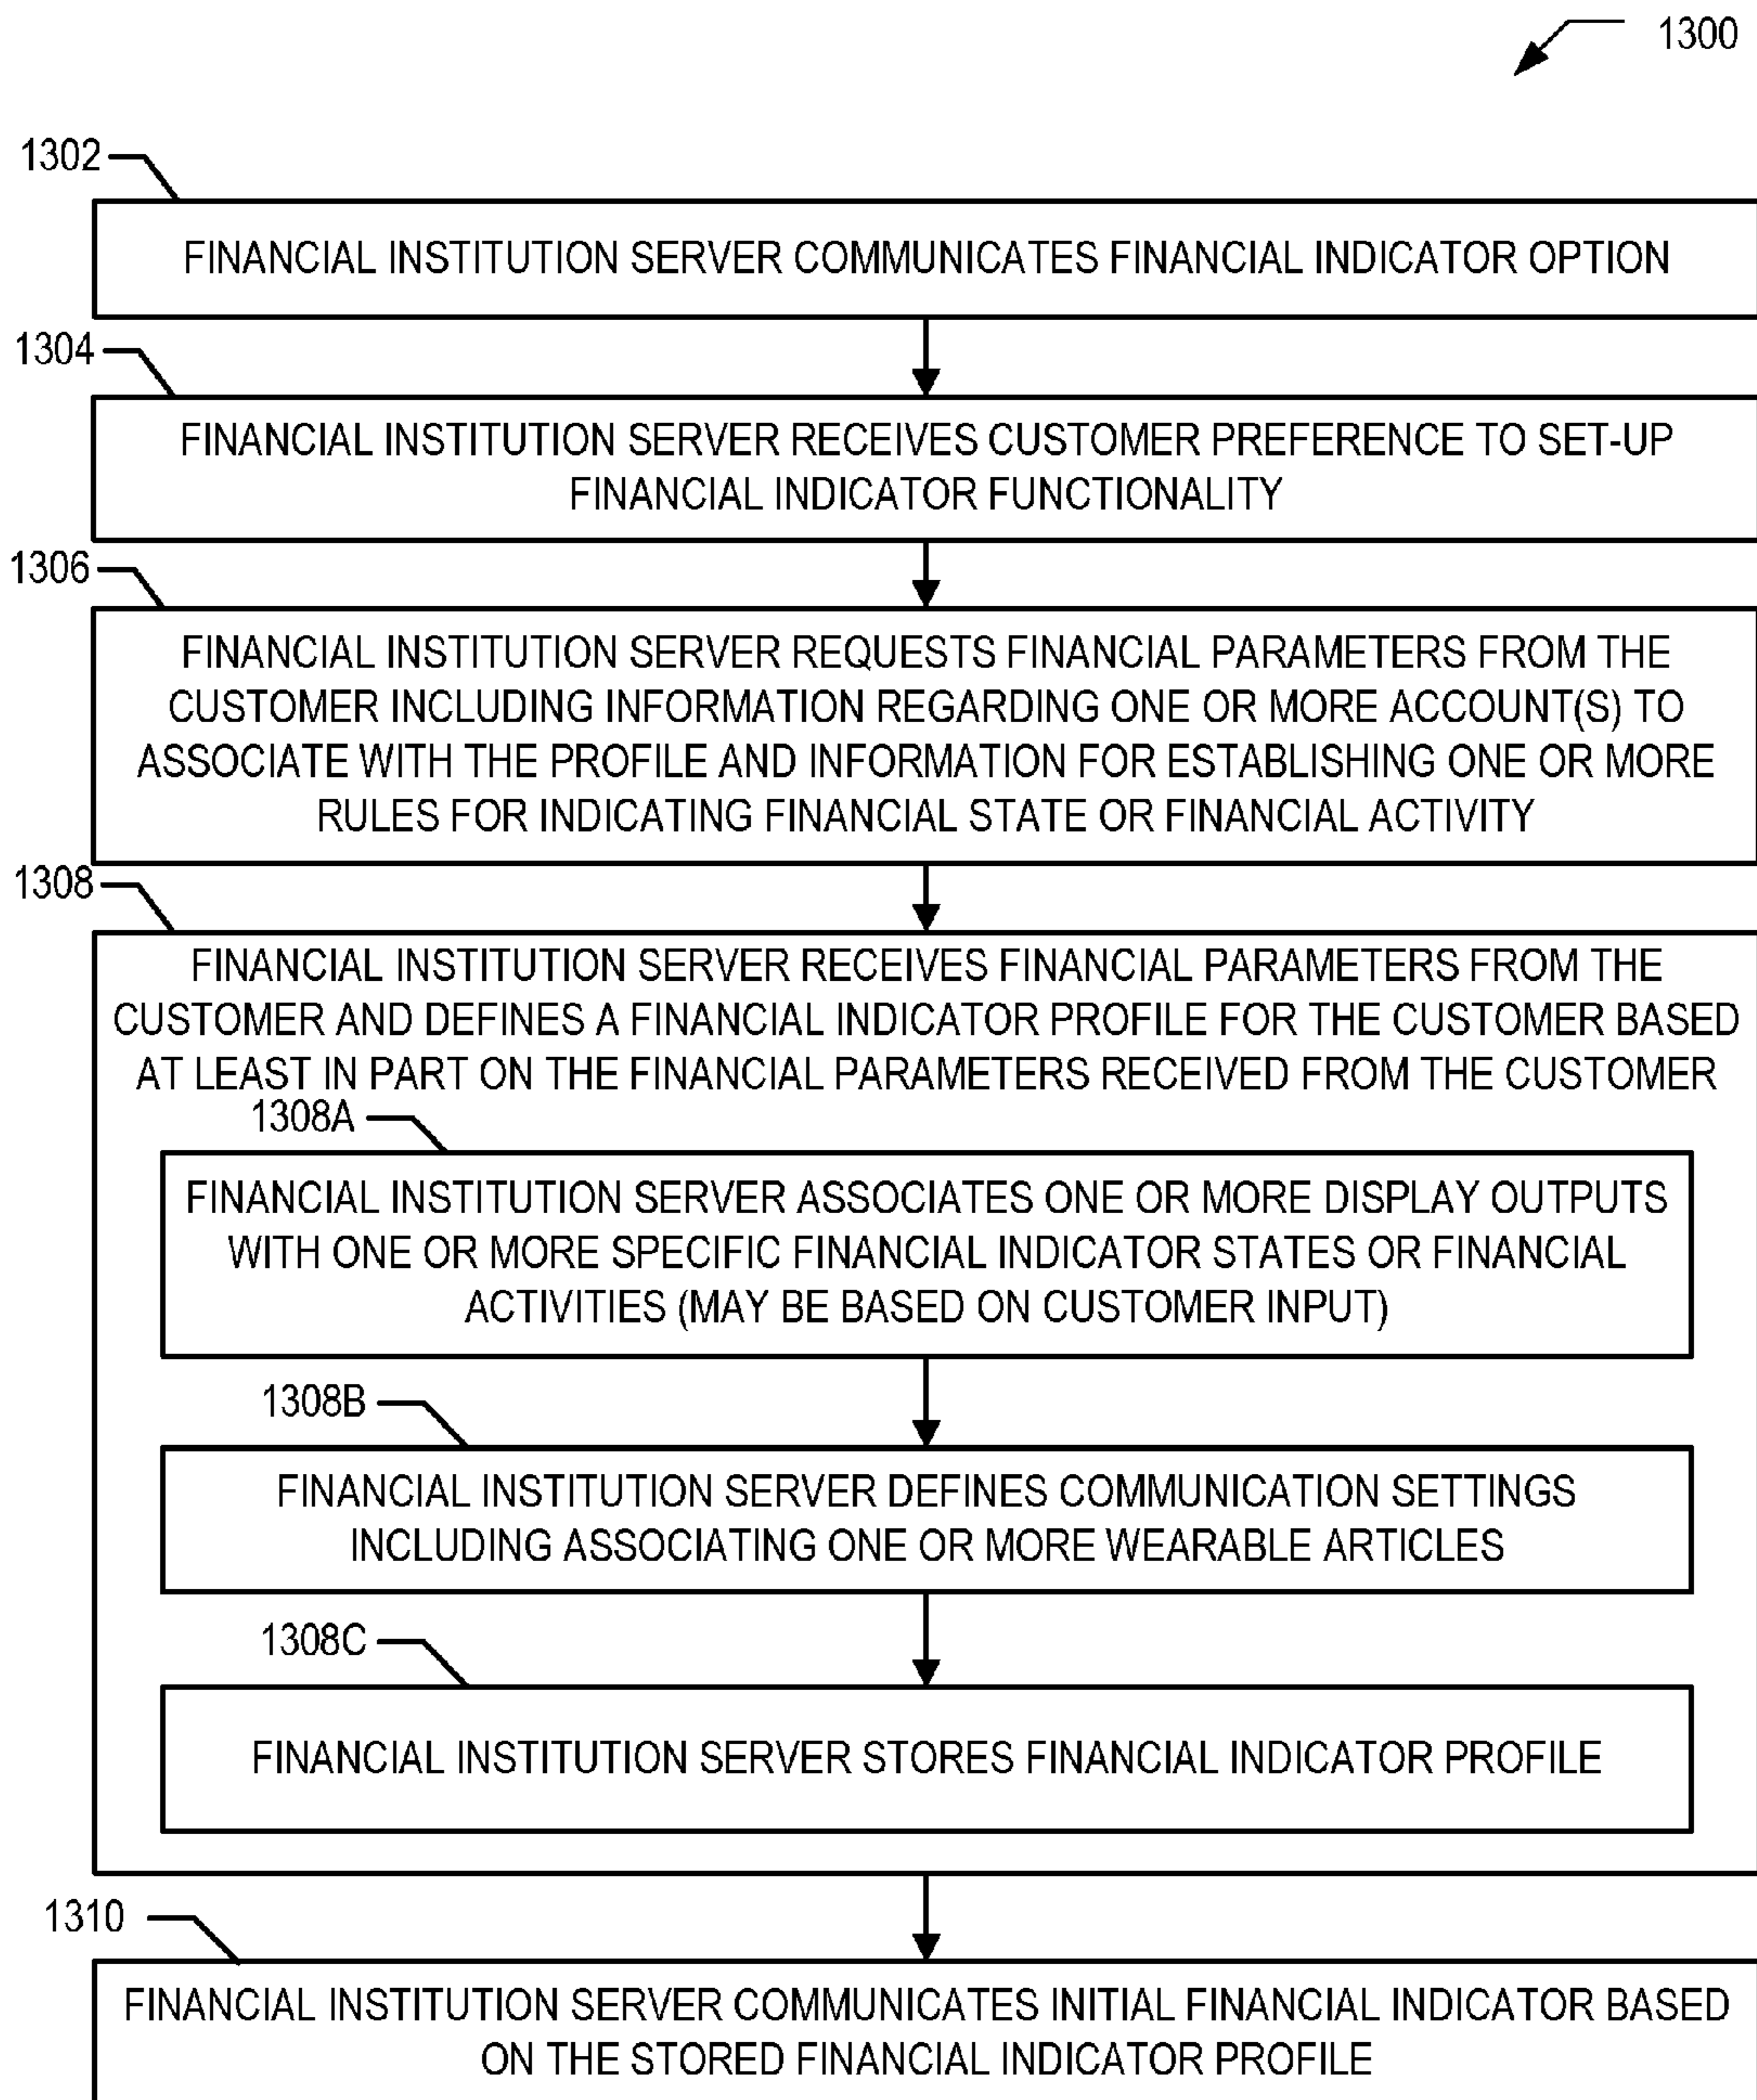 1300
1302
FINANCIAL INSTITUTION SERVER COMMUNICATES FINANCIAL INDICATOR OPTION
1304
FINANCIAL INSTITUTION SERVER RECEIVES CUSTOMER PREFERENCE TO SET-UP
FINANCIAL INDICATOR FUNCTIONALITY
1306
FINANCIAL INSTITUTION SERVER REQUESTS FINANCIAL PARAMETERS FROM THE
CUSTOMER INCLUDING INFORMATION REGARDING ONE OR MORE ACCOUNT(S) TO
ASSOCIATE WITH THE PROFILE AND INFORMATION FOR ESTABLISHING ONE OR MORE
RULES FOR INDICATING FINANCIAL STATE OR FINANCIAL ACTIVITY
1308
FINANCIAL INSTITUTION SERVER RECEIVES FINANCIAL PARAMETERS FROM THE
CUSTOMER AND DEFINES A FINANCIAL INDICATOR PROFILE FOR THE CUSTOMER BASED
AT LEAST IN PART ON THE FINANCIAL PARAMETERS RECEIVED FROM THE CUSTOMER
1308A
FINANCIAL INSTITUTION SERVER ASSOCIATES ONE OR MORE DISPLAY OUTPUTS
WITH ONE OR MORE SPECIFIC FINANCIAL INDICATOR STATES OR FINANCIAL
ACTIVITIES (MAY BE BASED ON CUSTOMER INPUT)
1308B
FINANCIAL INSTITUTION SERVER DEFINES COMMUNICATION SETTINGS
INCLUDING ASSOCIATING ONE OR MORE WEARABLE ARTICLES
1308C
FINANCIAL INSTITUTION SERVER STORES FINANCIAL INDICATOR PROFILE
1310
FINANCIAL INSTITUTION SERVER COMMUNICATES INITIAL FINANCIAL INDICATOR BASED
ON THE STORED FINANCIAL INDICATOR PROFILE